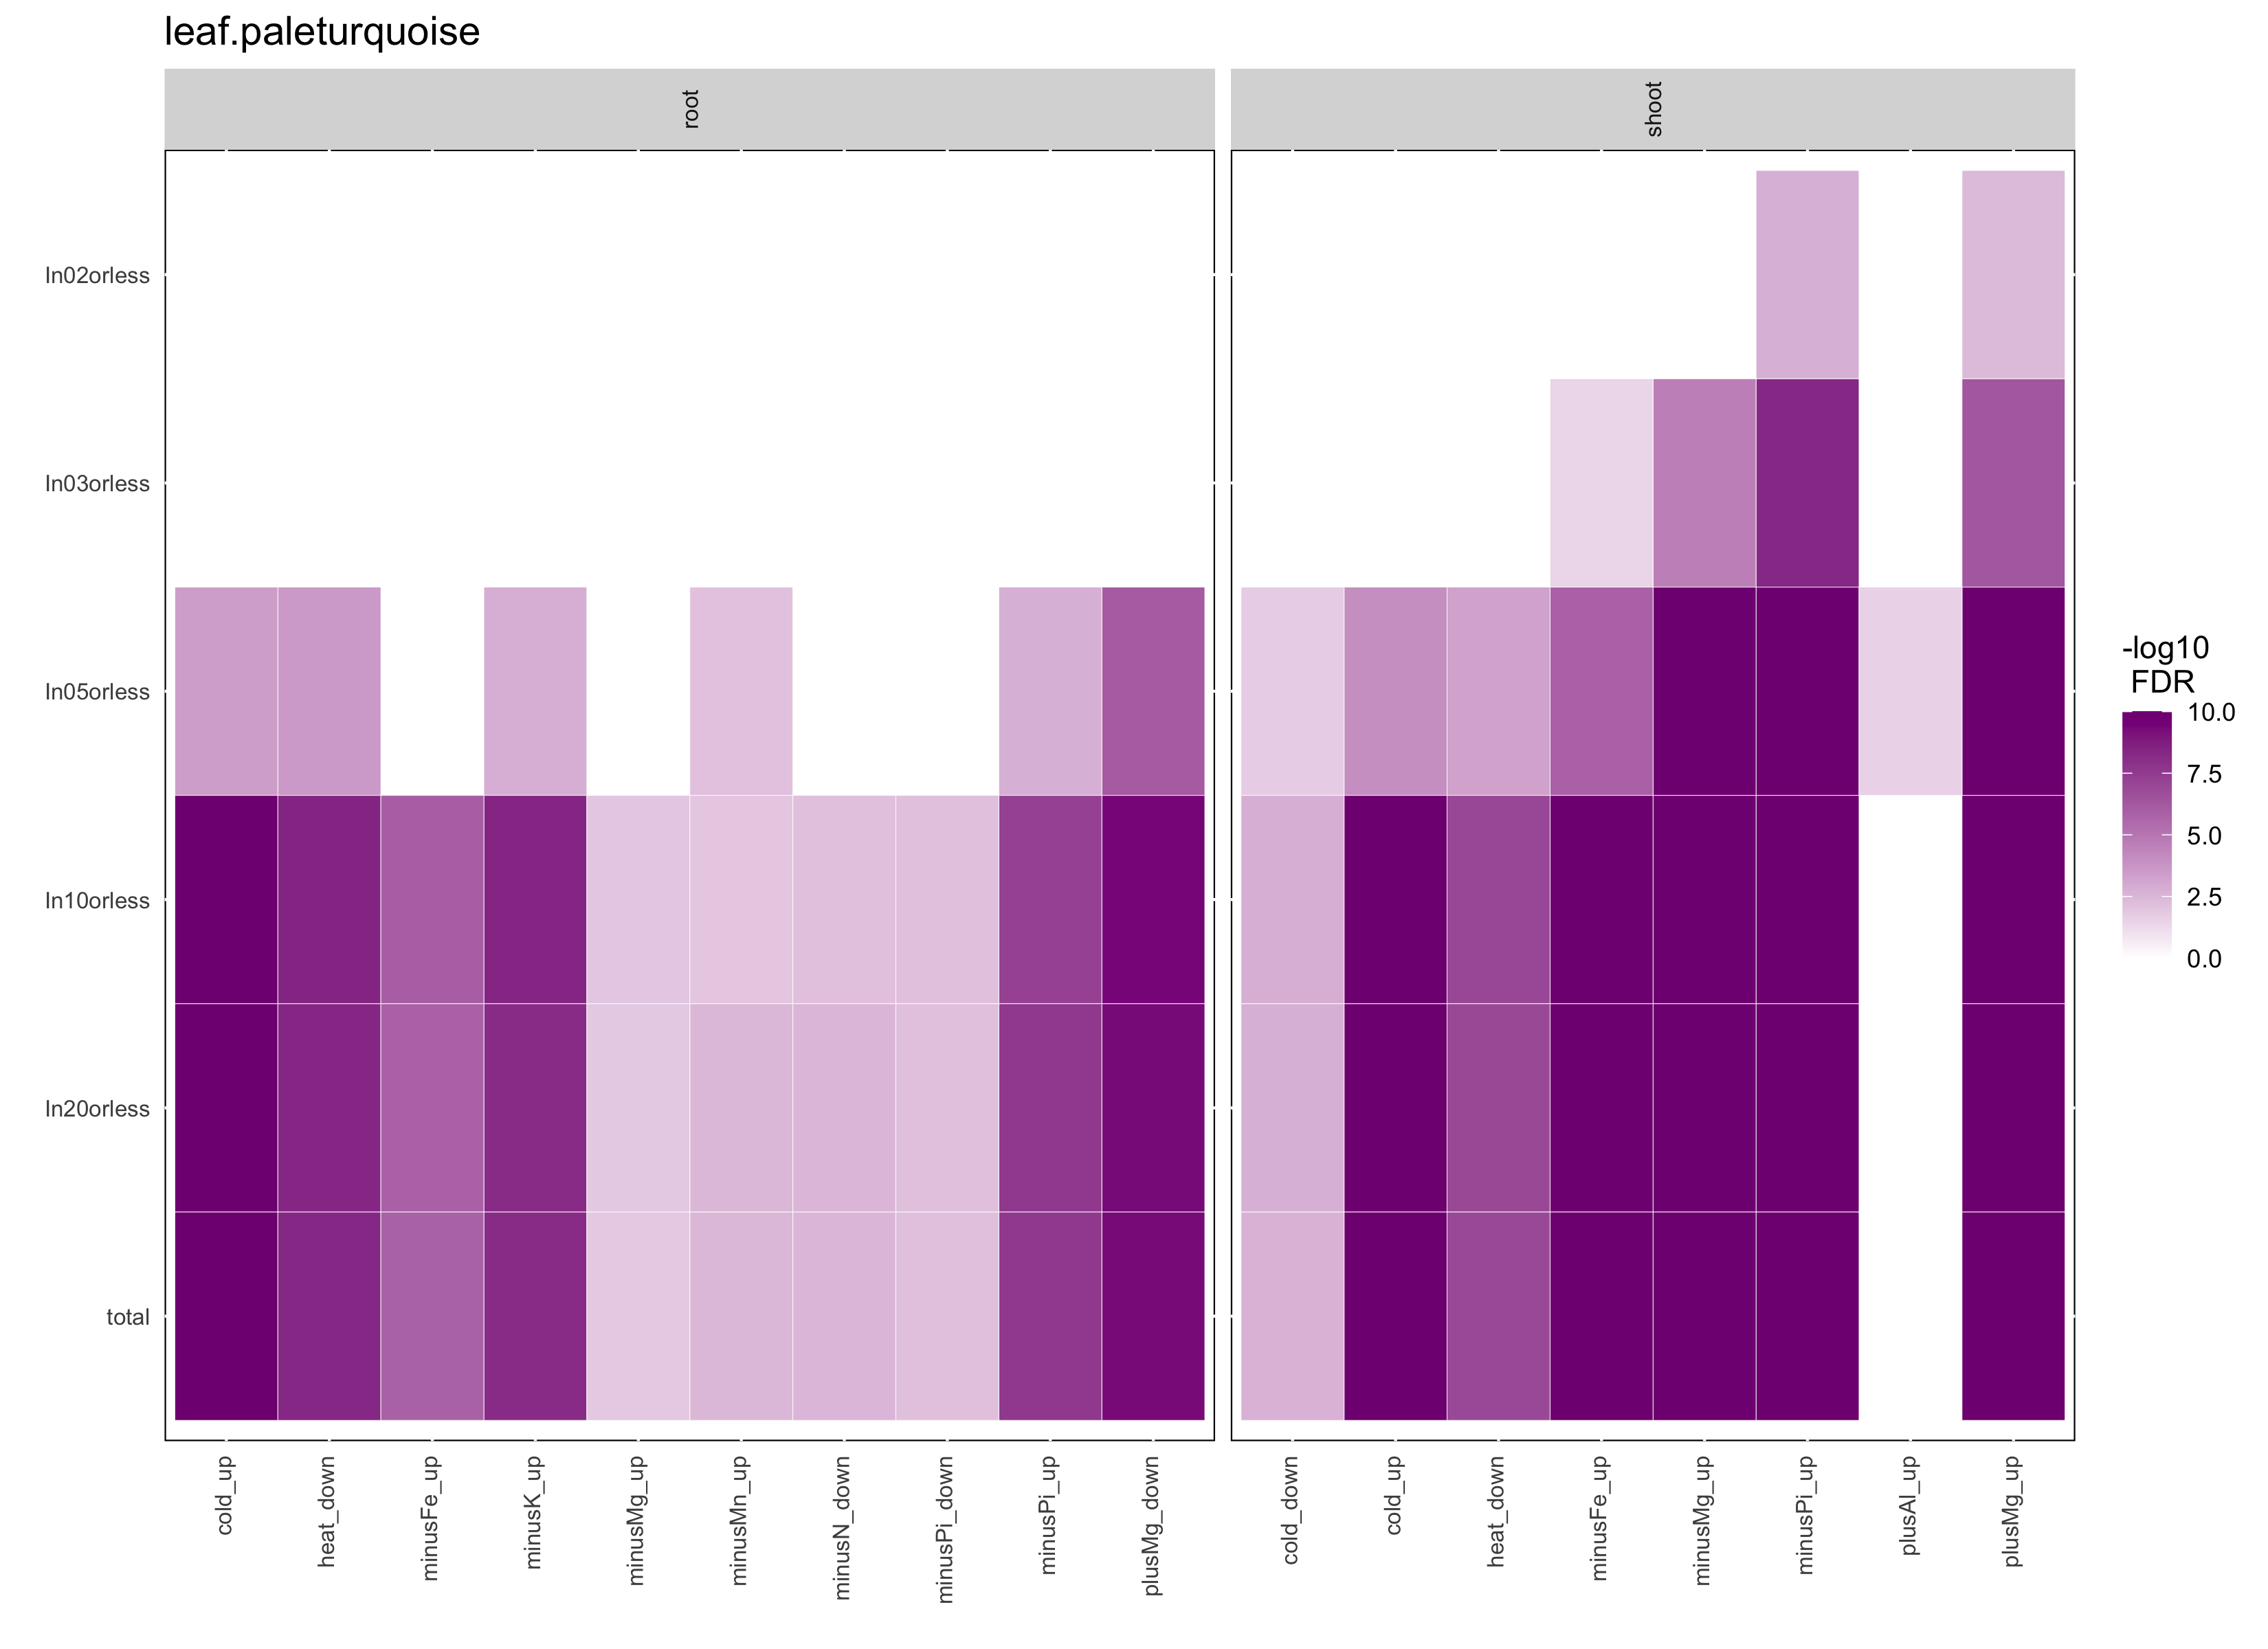 leaf.paleturquoise
root
shoot
In02orless
In03orless
In05orless
In10orless
In20orless
total
cold_up
heat_down
minusFe_up
minusK_up
minusMg_up
minusMn_up
minusN_down
minusPi_down
minusPi_up
plusMg_down
cold_down
cold_up
heat_down
minusFe_up
minusMg_up
minusPi_up
plusAl_up
plusMg_up
-log10
FDR
10.0
7.5
5.0
2.5
0.0